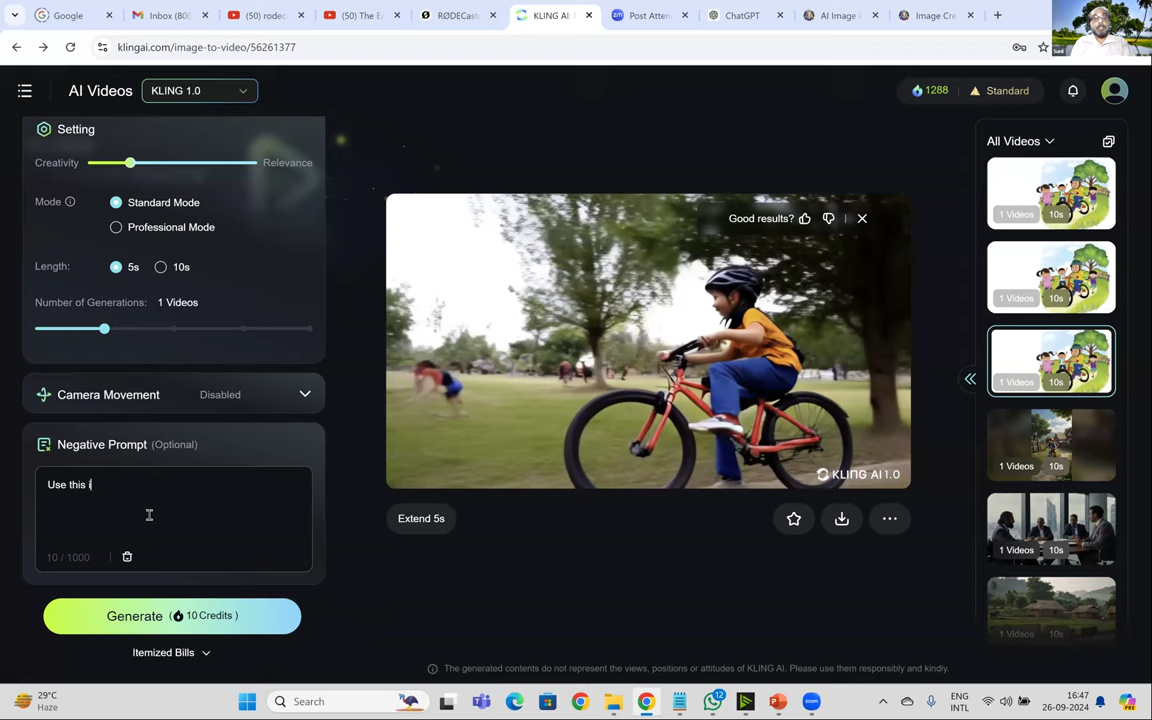 Google
Inbox (806
(50) rodec
(50) The E
RØDECast
KLING AI:
Post Atten
ChatGPT
AI Image C
Image Cre
klingai.com/image-to-video/56261377
Sunil
AI Videos
KLING 1.0
1288
Standard
Setting
Creativity
Relevance
Mode
Standard Mode
Professional Mode
Length:
5s
10s
Number of Generations: 1 Videos
Camera Movement
Disabled
Negative Prompt (Optional)
Use this i
10 / 1000
Generate ( 10 Credits )
Itemized Bills
Good results?
KLING AI 1.0
Extend 5s
All Videos
1 Videos 10s
1 Videos 10s
1 Videos 10s
1 Videos 10s
1 Videos 10s
1 Videos 10s
The generated contents do not represent the views, positions or attitudes of KLING AI. Please use them responsibly and kindly.
29°C
Haze
Search
12
zoom
ENG
INTL
16:47
26-09-2024
PRE